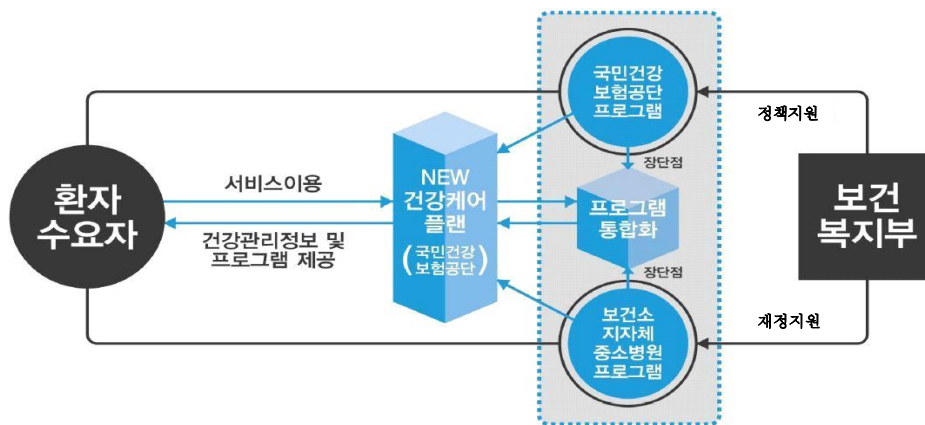 환자
수요자
서비스이용
건강관리정보 및
프로그램 제공
NEW
건강케어
플랜
(국민건강
보험공단)
국민건강
보험공단
프로그램
장단점
프로그램
통합화
장단점
보건소
지자체
중소병원
프로그램
정책지원
보건
복지부
재정지원